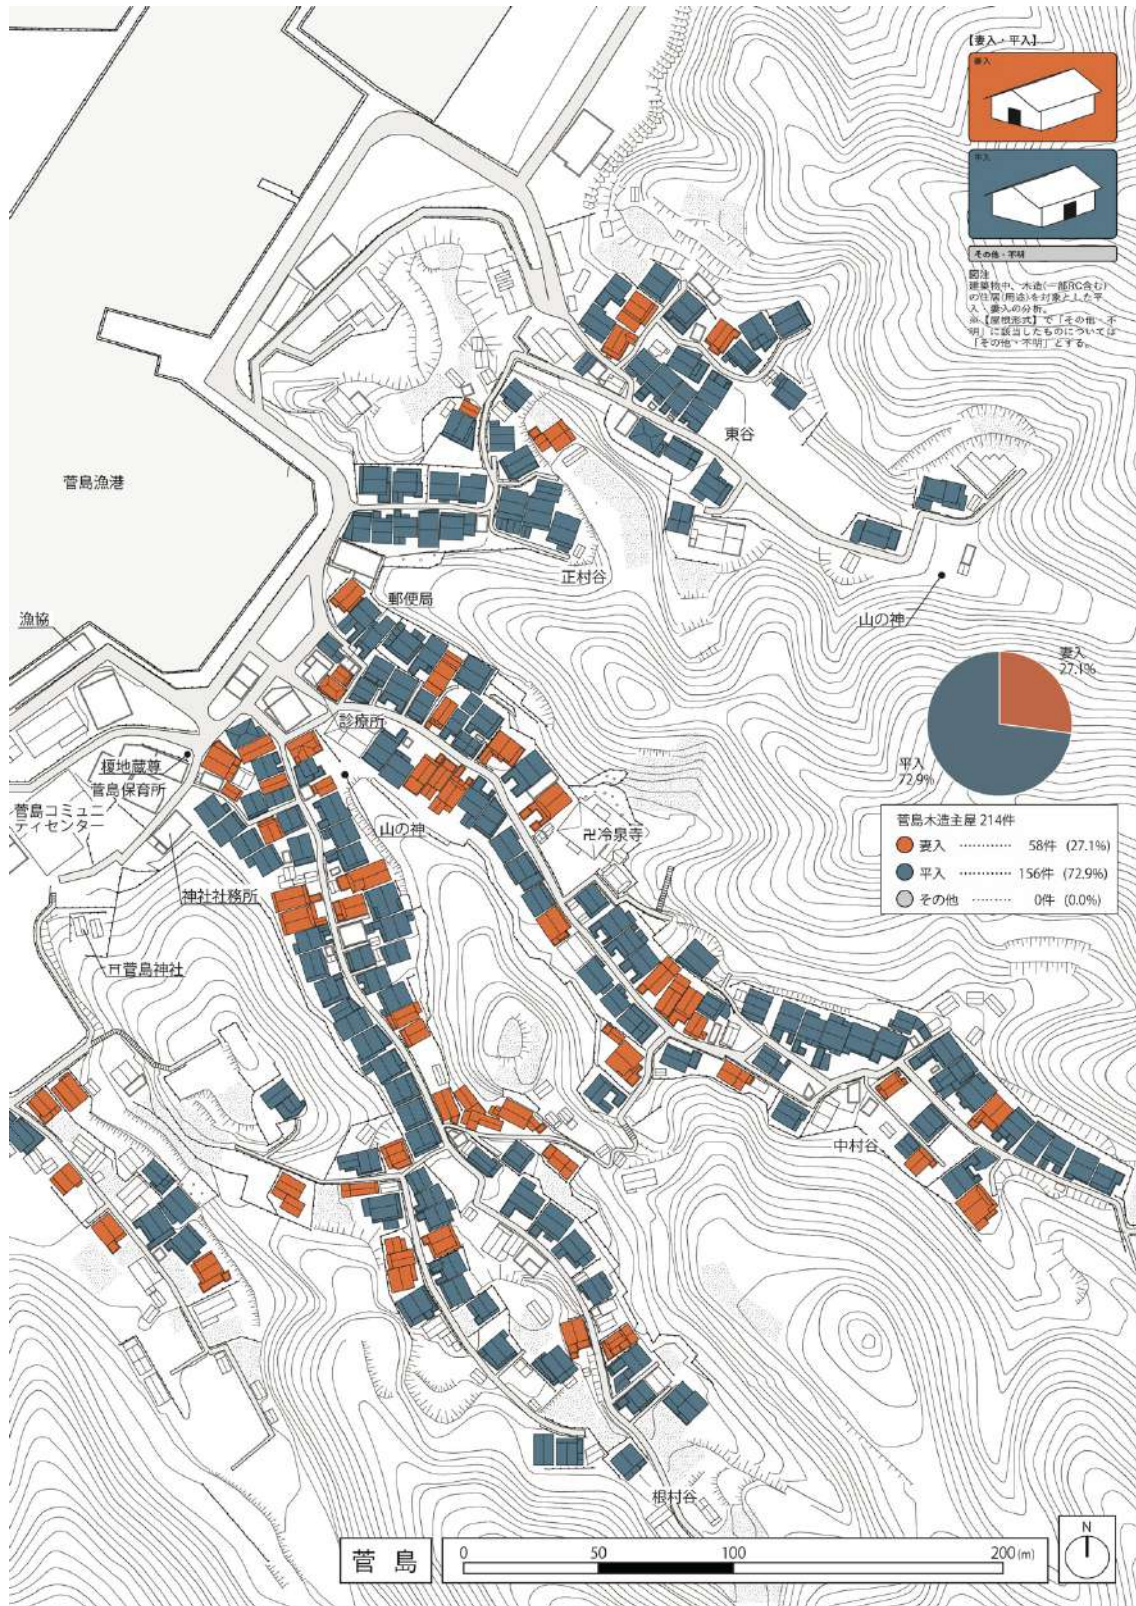 【妻入・平入】
妻入
平入
その他・不明
図注
建築物中、木造(一部RC含む)
の住居(用途)を対象とした平
入・妻入の分析。
※【屋根形式】で「その他・不
明」に該当したものについては
「その他・不明」とする。
東谷
菅島漁港
正村谷
郵便局
山の神
漁協
妻入
27.1%
診療所
榎地蔵尊
菅島保育所
平入
72.9%
菅島コミュニ
ティセンター
山の神
卍冷泉寺
菅島木造主屋 214件
妻入 ……… 58件 (27.1%)
平入 ……… 156件 (72.9%)
その他 ……… 0件 (0.0%)
神社社務所
⛩菅島神社
中村谷
根村谷
菅島
0 50 100 200 (m)
N